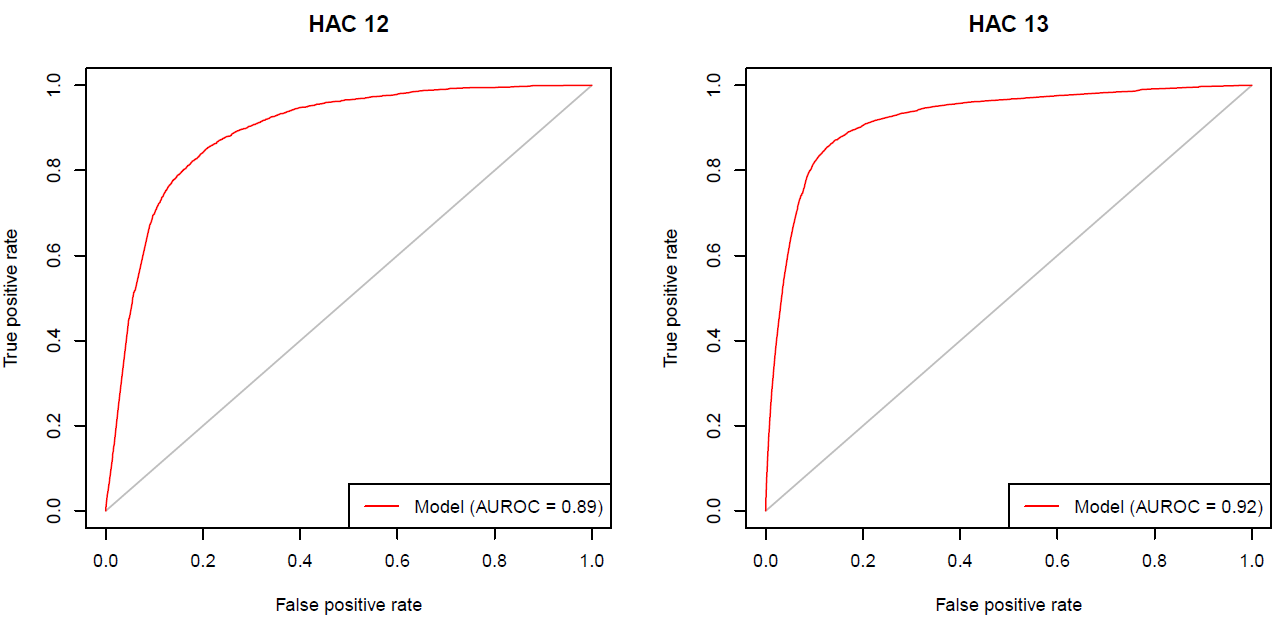 HAC 12
True positive rate
1.0
0.8
0.6
0.4
0.2
0.0
Model (AUROC = 0.89)
0.0 0.2 0.4 0.6 0.8 1.0
False positive rate
HAC 13
True positive rate
1.0
0.8
0.6
0.4
0.2
0.0
Model (AUROC = 0.92)
0.0 0.2 0.4 0.6 0.8 1.0
False positive rate